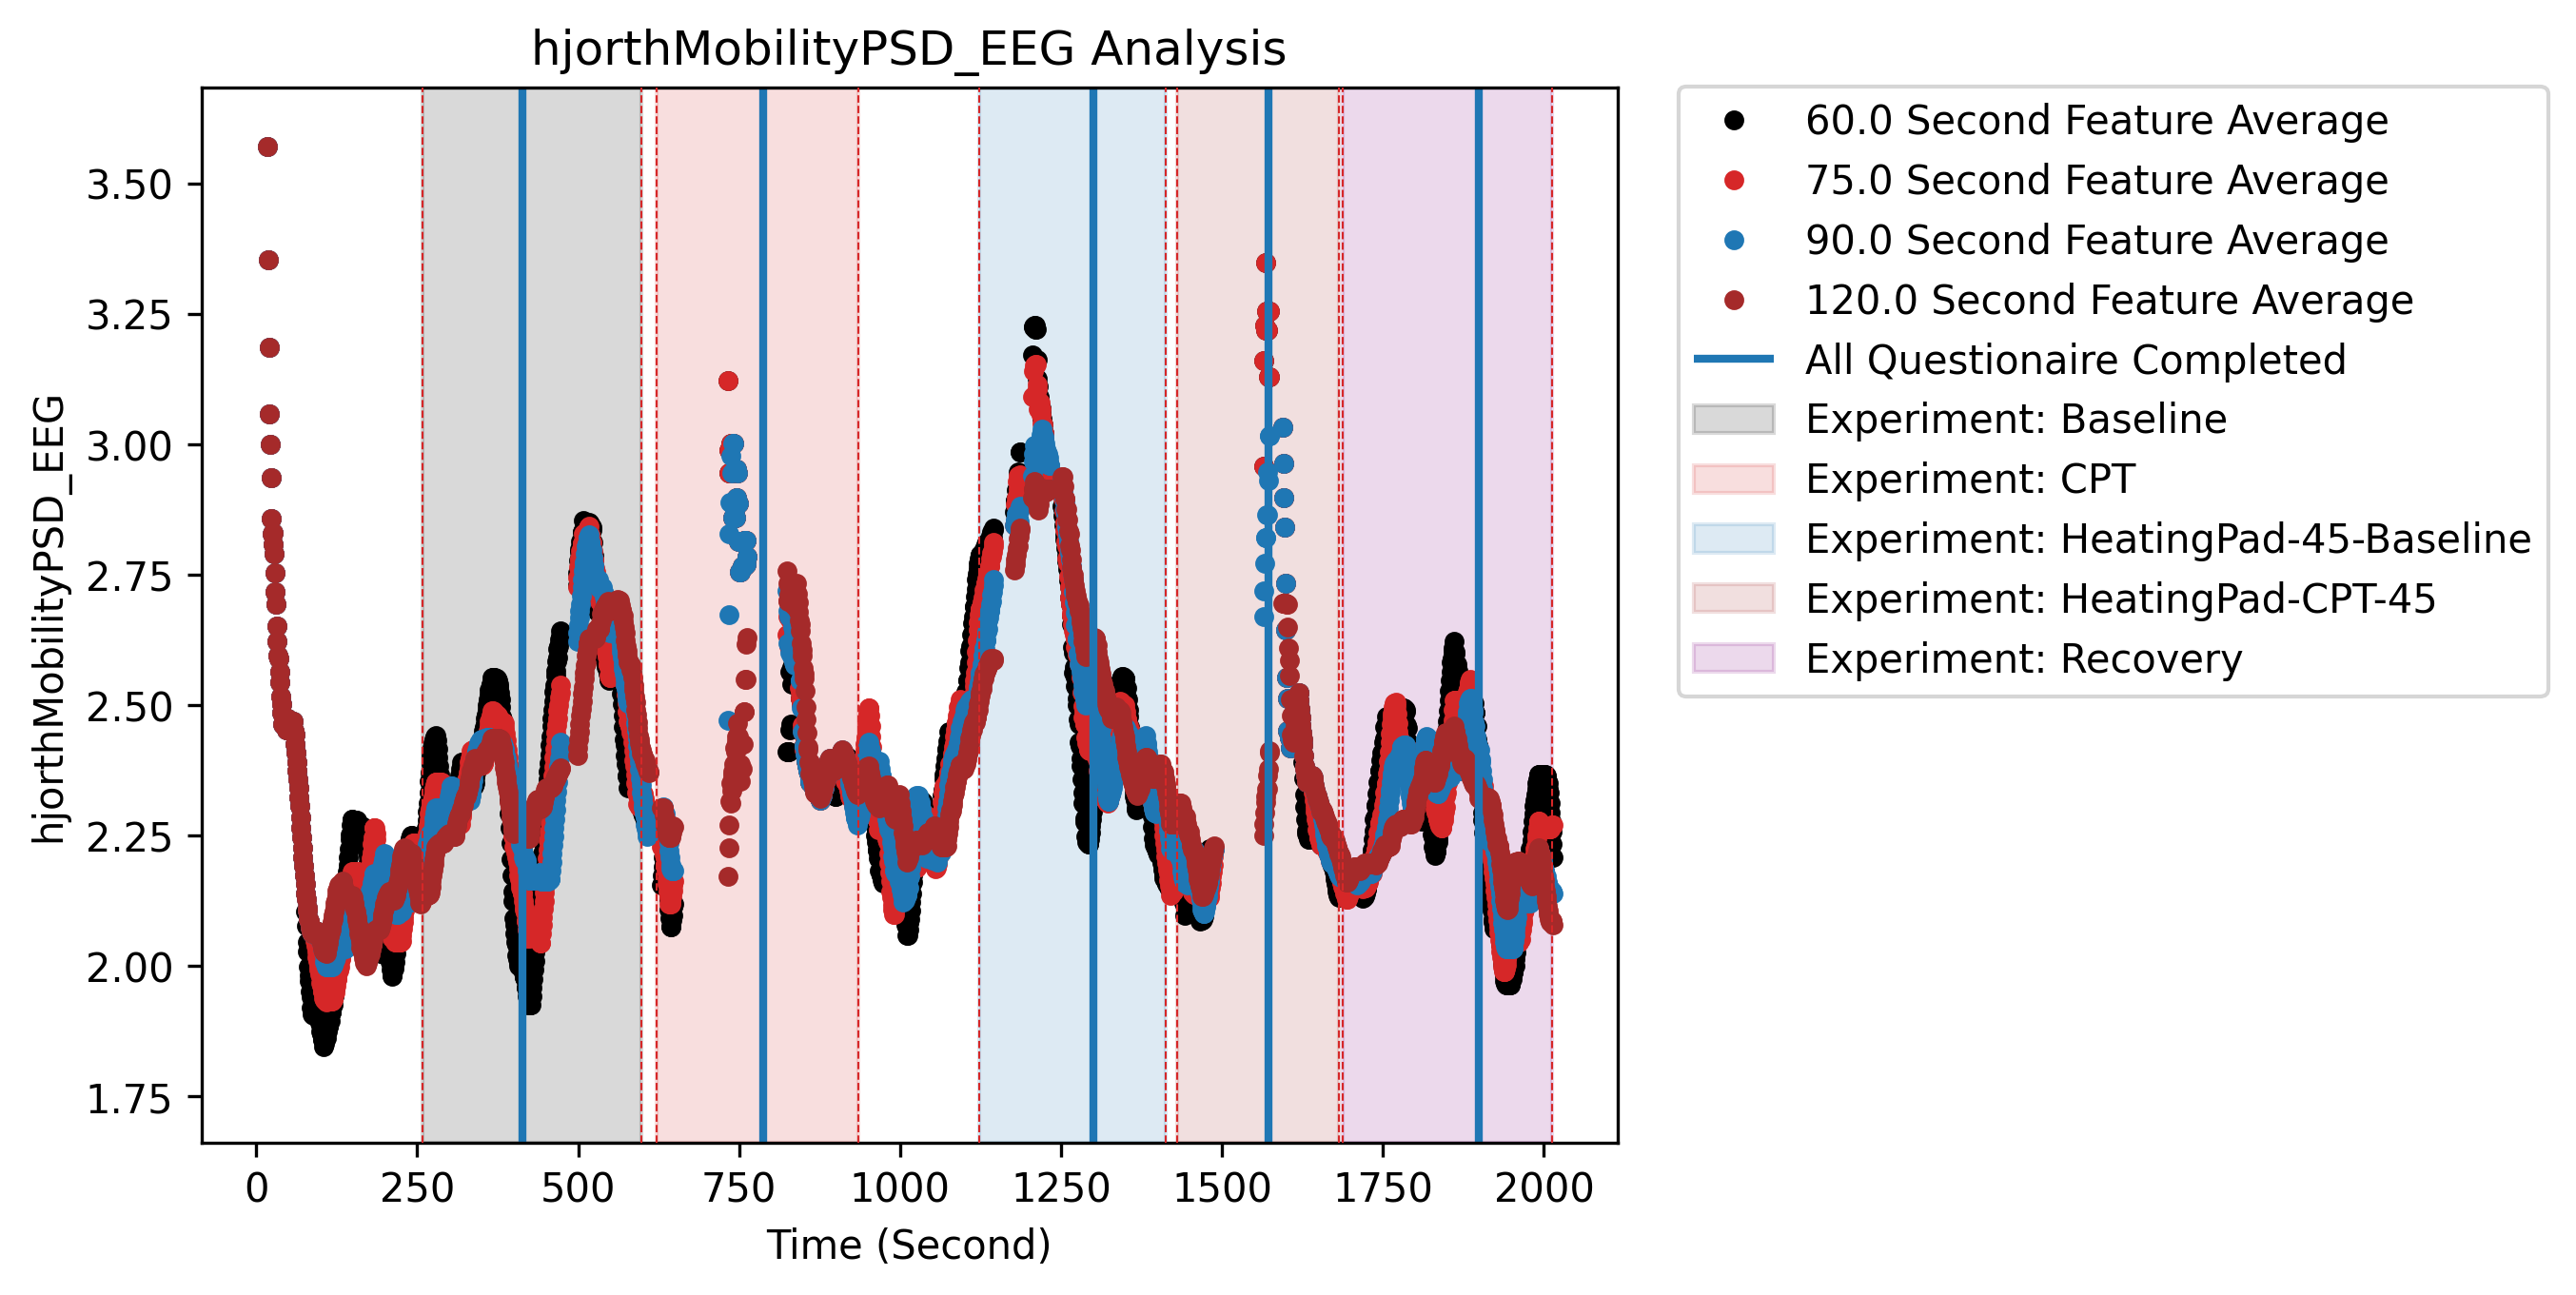 hjorthMobilityPSD_EEG Analysis
hjorthMobilityPSD_EEG
3.50
3.25
3.00
2.75
2.50
2.25
2.00
1.75
0 250 500 750 1000 1250 1500 1750 2000
Time (Second)
60.0 Second Feature Average
75.0 Second Feature Average
90.0 Second Feature Average
120.0 Second Feature Average
All Questionaire Completed
Experiment: Baseline
Experiment: CPT
Experiment: HeatingPad-45-Baseline
Experiment: HeatingPad-CPT-45
Experiment: Recovery